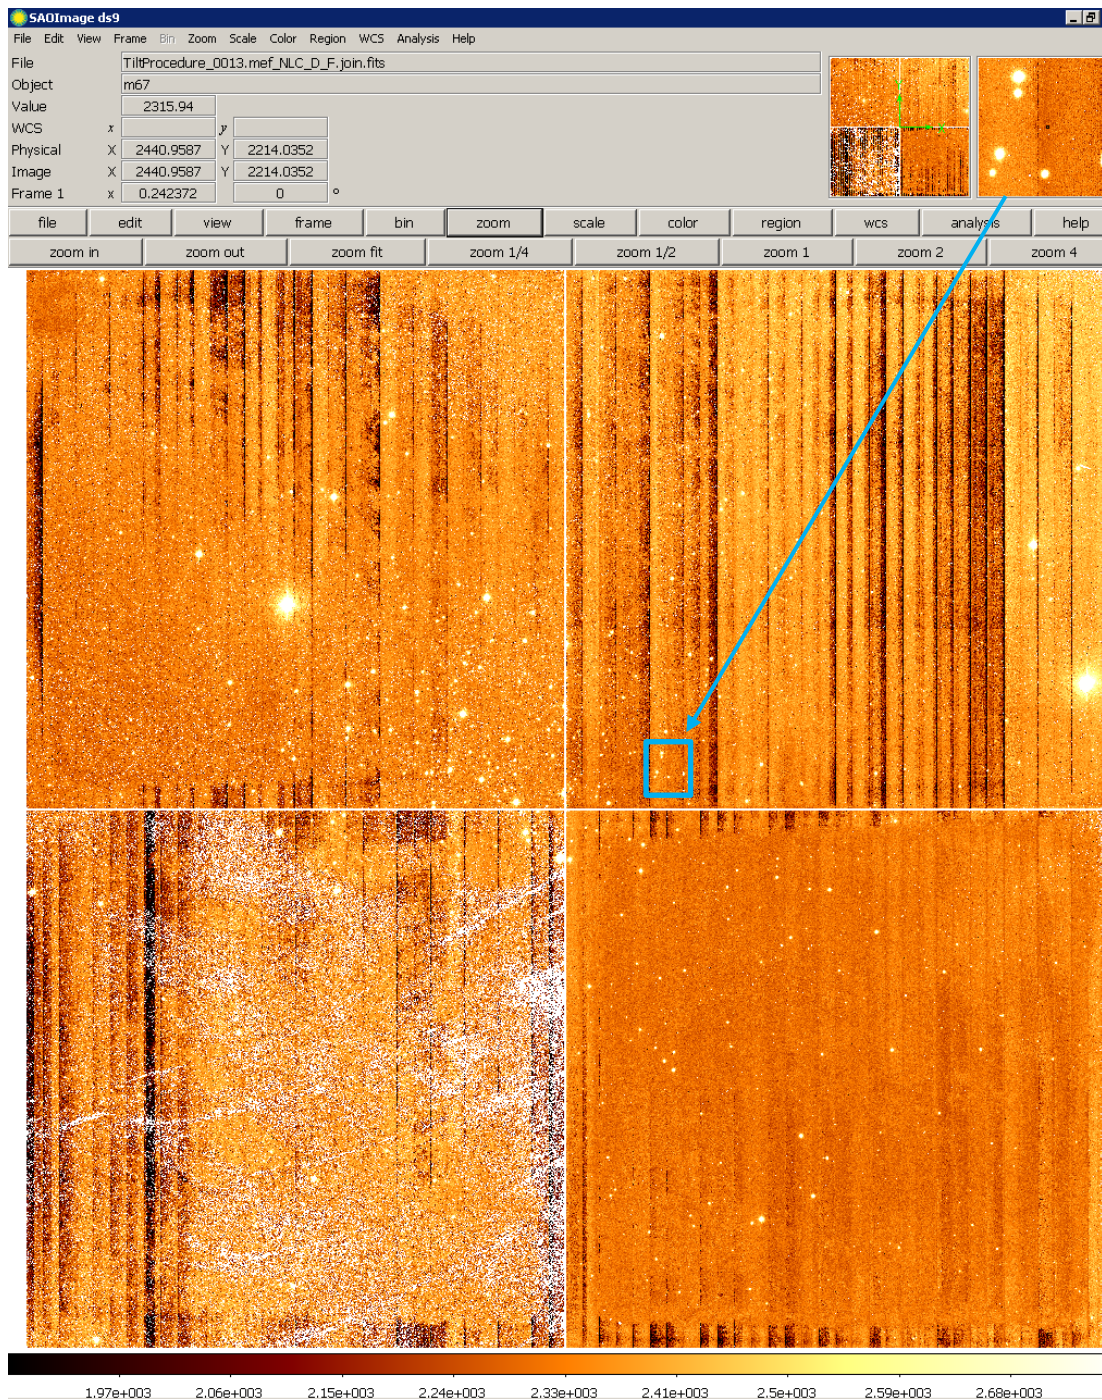 SAOImage ds9
File Edit View Frame Bin Zoom Scale Color Region WCS Analysis Help
File TiltProcedure_0013.mef_NLC_D_F.join.fits
Object m67
Value 2315.94
WCS x y
Physical X 2440.9587 Y 2214.0352
Image X 2440.9587 Y 2214.0352
Frame 1 x 0.242372 0 °
file edit view frame bin zoom scale color region wcs analysis help
zoom in zoom out zoom fit zoom 1/4 zoom 1/2 zoom 1 zoom 2 zoom 4
1.97e+003 2.06e+003 2.15e+003 2.24e+003 2.33e+003 2.41e+003 2.5e+003 2.59e+003 2.68e+003